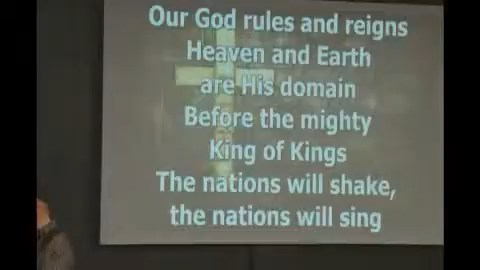 Our God rules and reigns
Heaven and Earth
are His domain
Before the mighty
King of Kings
The nations will shake,
the nations will sing